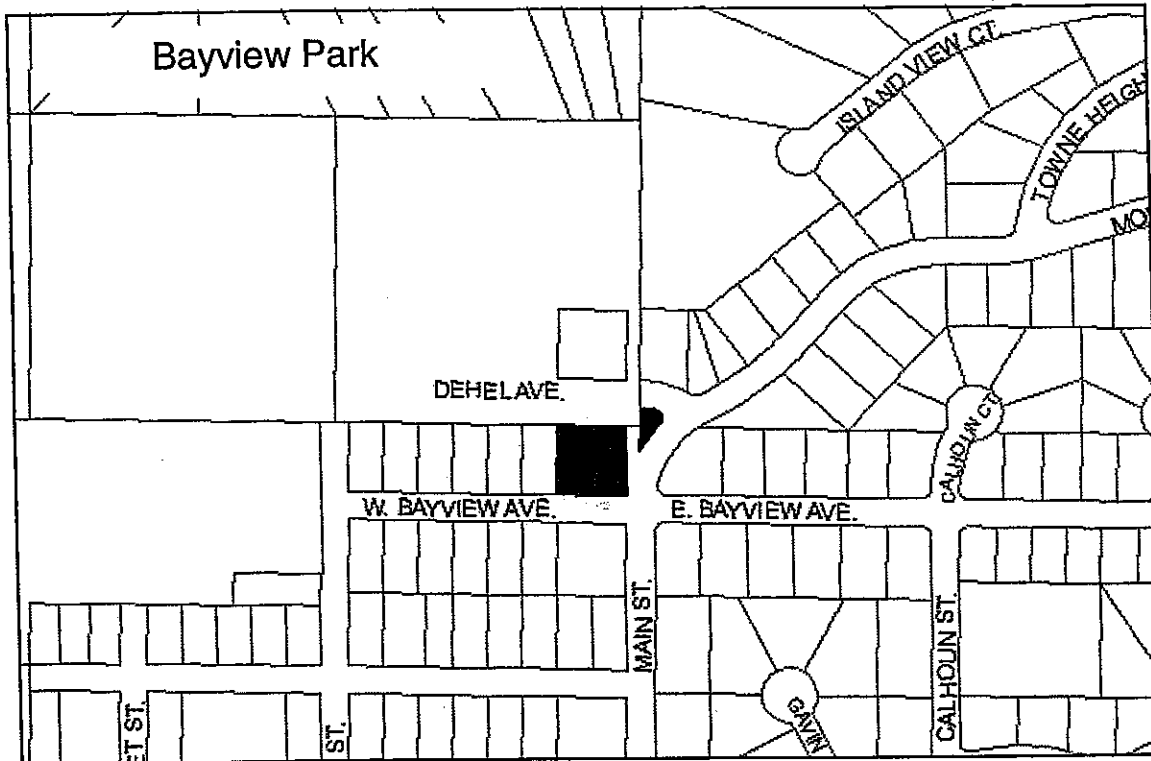 Bayview Park
ISLAND VIEW CT.
TOWNE HEIGH
MO
DEHEL AVE.
CALHOUN CT.
W. BAYVIEW AVE.
E. BAYVIEW AVE.
MAIN ST.
CALHOUN ST.
GAVIN
ET ST.
ST.